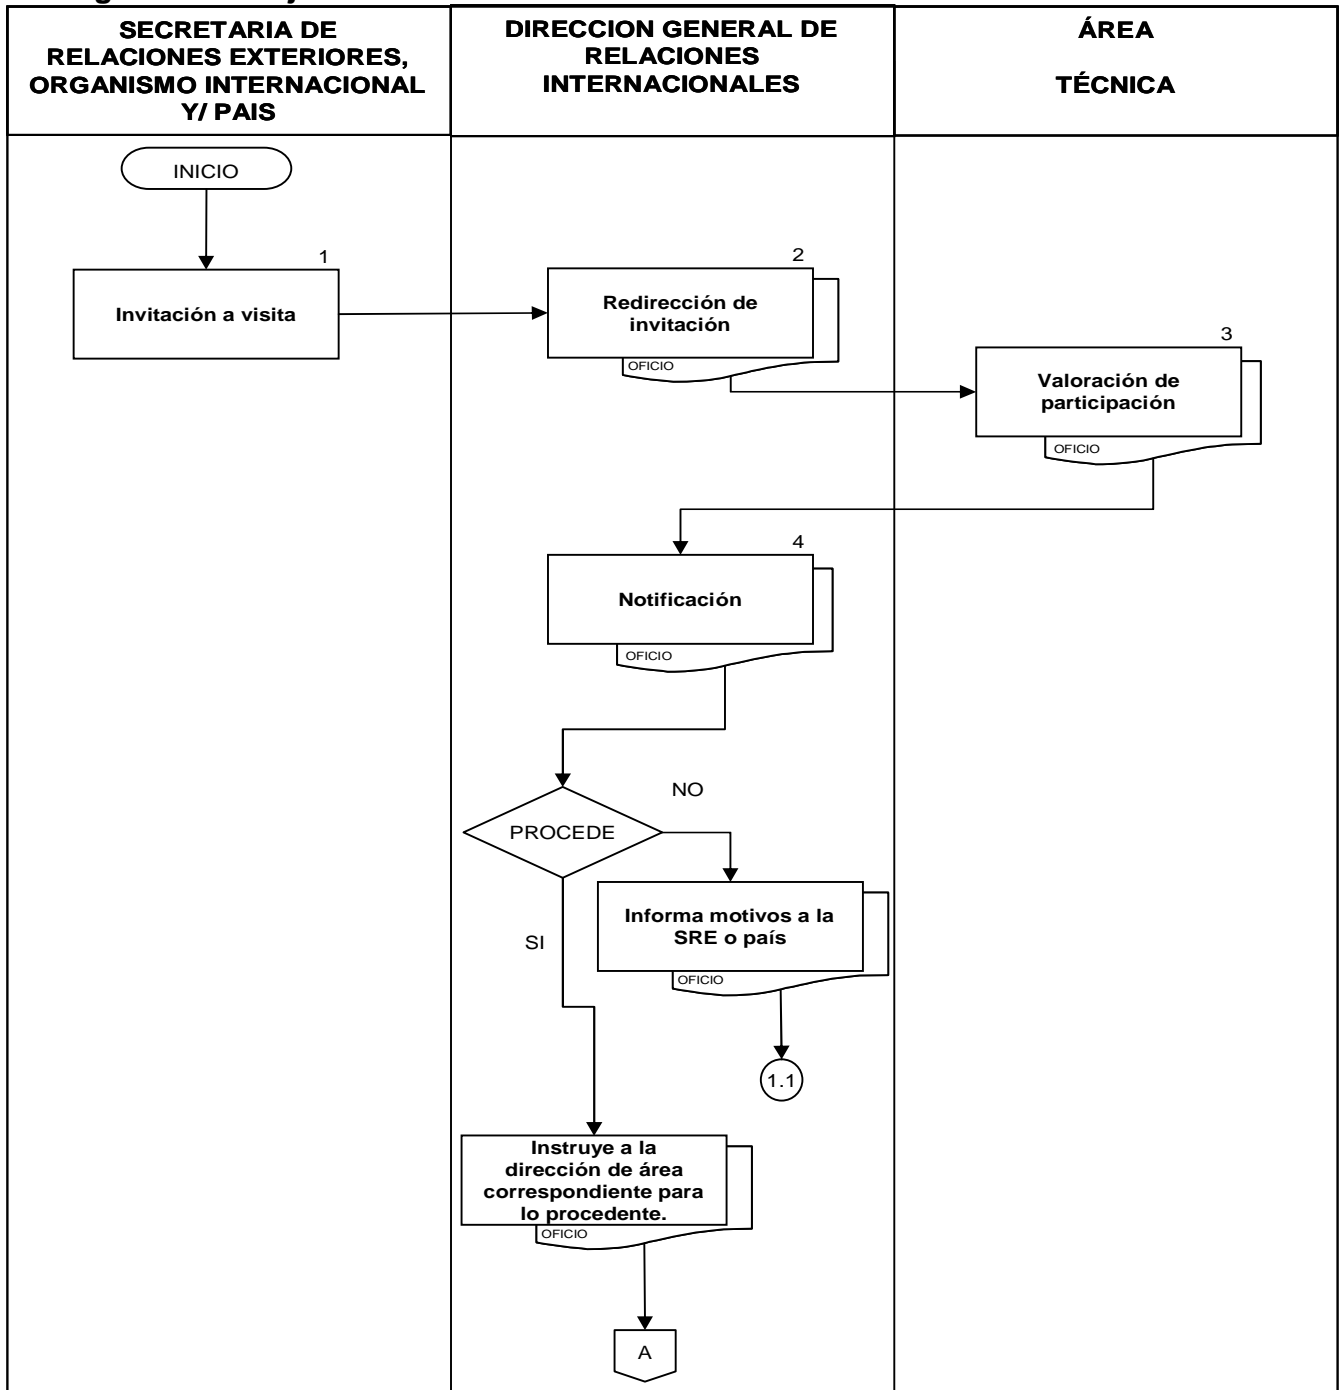 SECRETARIA DE
RELACIONES EXTERIORES,
ORGANISMO INTERNACIONAL
Y/ PAIS
DIRECCION GENERAL DE
RELACIONES
INTERNACIONALES
ÁREA
TÉCNICA
INICIO
1
Invitación a visita
2
Redirección de
invitación
OFICIO
3
Valoración de
participación
OFICIO
4
Notificación
OFICIO
PROCEDE
NO
Informa motivos a la
SRE o país
OFICIO
1.1
SI
Instruye a la
dirección de área
correspondiente para
lo procedente.
OFICIO
A